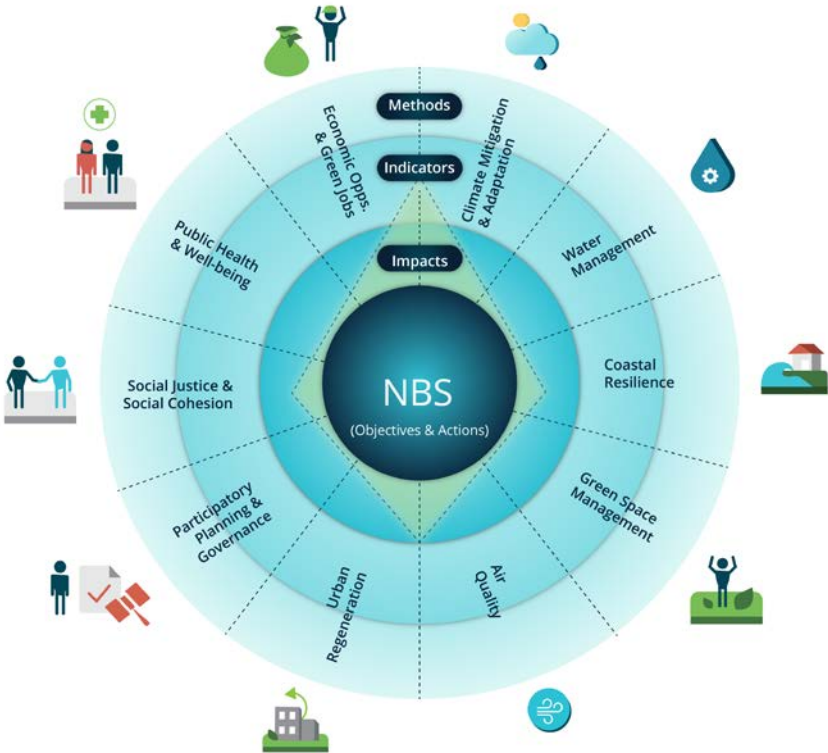 Methods
Indicators
Impacts
NBS
(Objectives & Actions)
Climate Mitigation
& Adaptation
Water
Management
Coastal
Resilience
Green Space
Management
Air
Quality
Urban
Regeneration
Participatory
Planning &
Governance
Social Justice &
Social Cohesion
Public Health
& Well-being
Economic Opps.
& Green Jobs